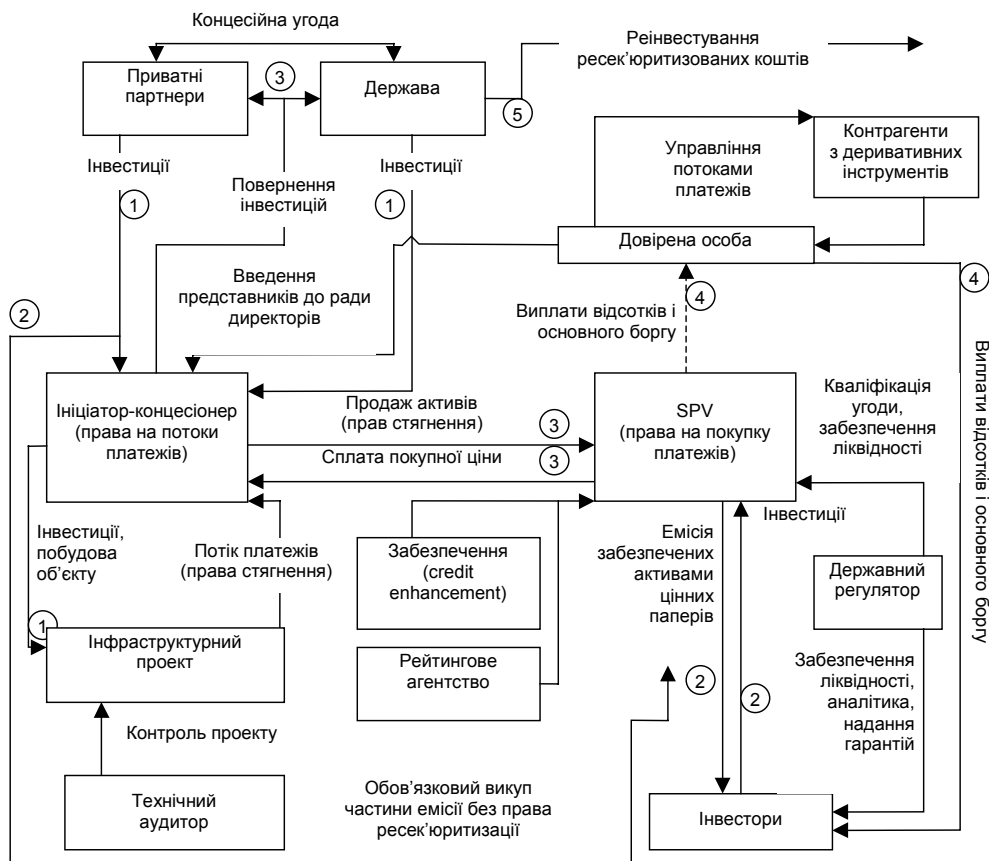 Концесійна угода
Реінвестування
ресек’юритизованих коштів
Приватні
партнери
3
Держава
5
Контрагенти
з деривативних
інструментів
Управління
потоками
платежів
Інвестиції
Інвестиції
Повернення
інвестицій
1
1
Довірена особа
4
4
2
Введення
представників до ради
директорів
Виплати відсотків і
основного боргу
Виплати відсотків і основного боргу
Ініціатор-концесіонер
(права на потоки
платежів)
Продаж активів
(прав стягнення)
3
Сплата покупної ціни
3
SPV
(права на покупку
платежів)
Кваліфікація
угоди,
забезпечення
ліквідності
Інвестиції
Інвестиції,
побудова
об’єкту
Потік платежів
(права стягнення)
Забезпечення
(credit
enhancement)
Емісія
забезпечених
активами
цінних
паперів
Державний
регулятор
1
Інфраструктурний
проект
Рейтингове
агентство
2
2
Забезпечення
ліквідності,
аналітика,
надання
гарантій
Контроль проекту
Технічний
аудитор
Обов’язковий викуп
частини емісії без права
ресек’юритизації
Інвестори